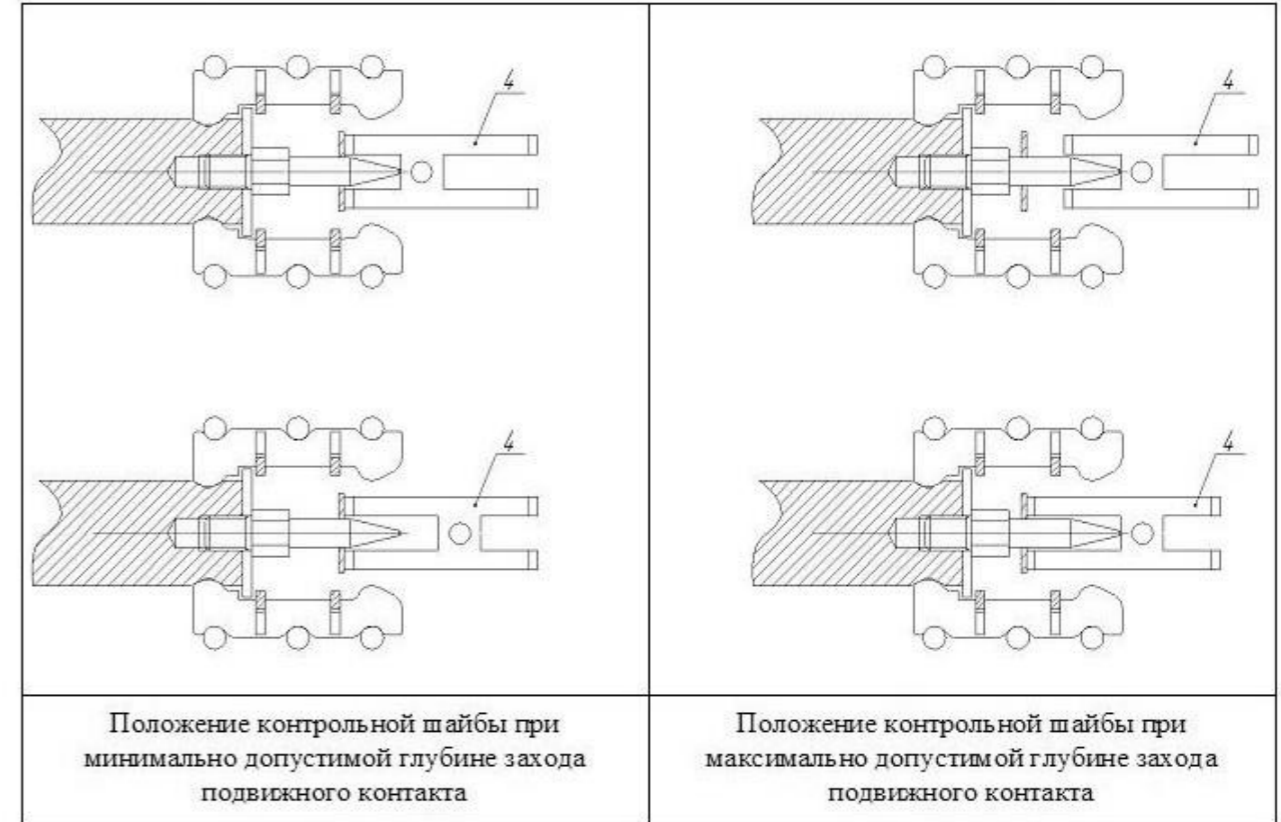 4
4
4
4
Положение контрольной шайбы при
минимально допустимой глубине захода
подвижного контакта
Положение контрольной шайбы при
максимально допустимой глубине захода
подвижного контакта